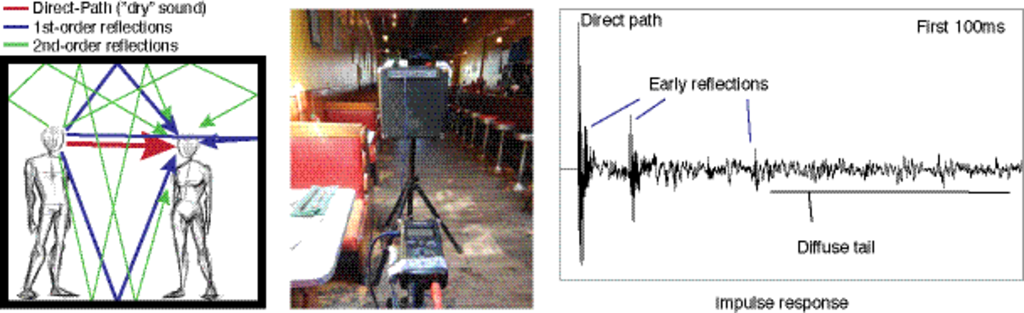 Direct-Path ("dry" sound)
1st-order reflections
2nd-order reflections
Direct path
First 100ms
Early reflections
Diffuse tail
Impulse response